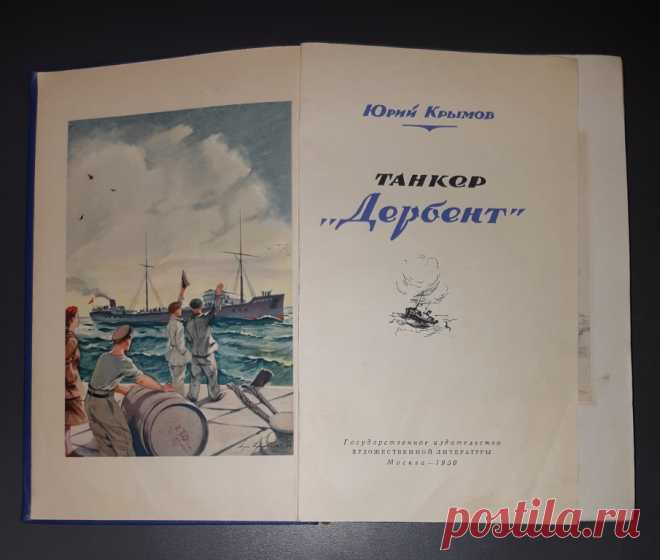 Юрий Крымов
ТАНКЕР
„Дербент"
Государственное издательство
ХУДОЖЕСТВЕННОЙ ЛИТЕРАТУРЫ
Москва — 1950
postila.ru